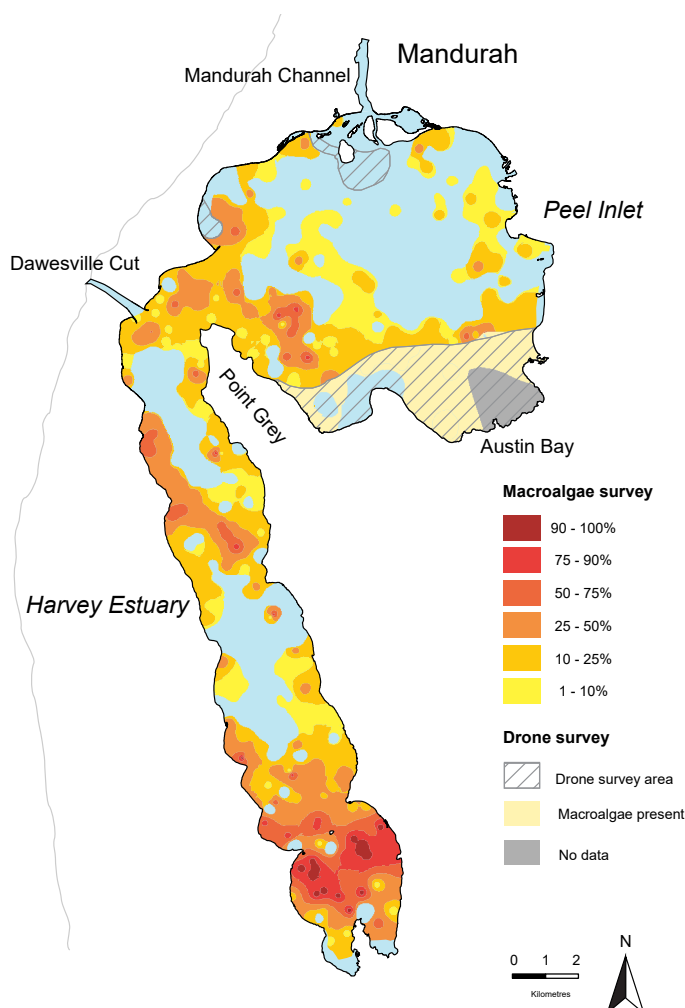 Mandurah
Mandurah Channel
Peel Inlet
Dawesville Cut
Point Grey
Austin Bay
Harvey Estuary
Macroalgae survey
90 - 100%
75 - 90%
50 - 75%
25 - 50%
10 - 25%
1 - 10%
Drone survey
Drone survey area
Macroalgae present
No data
0 1 2
Kilometres
N